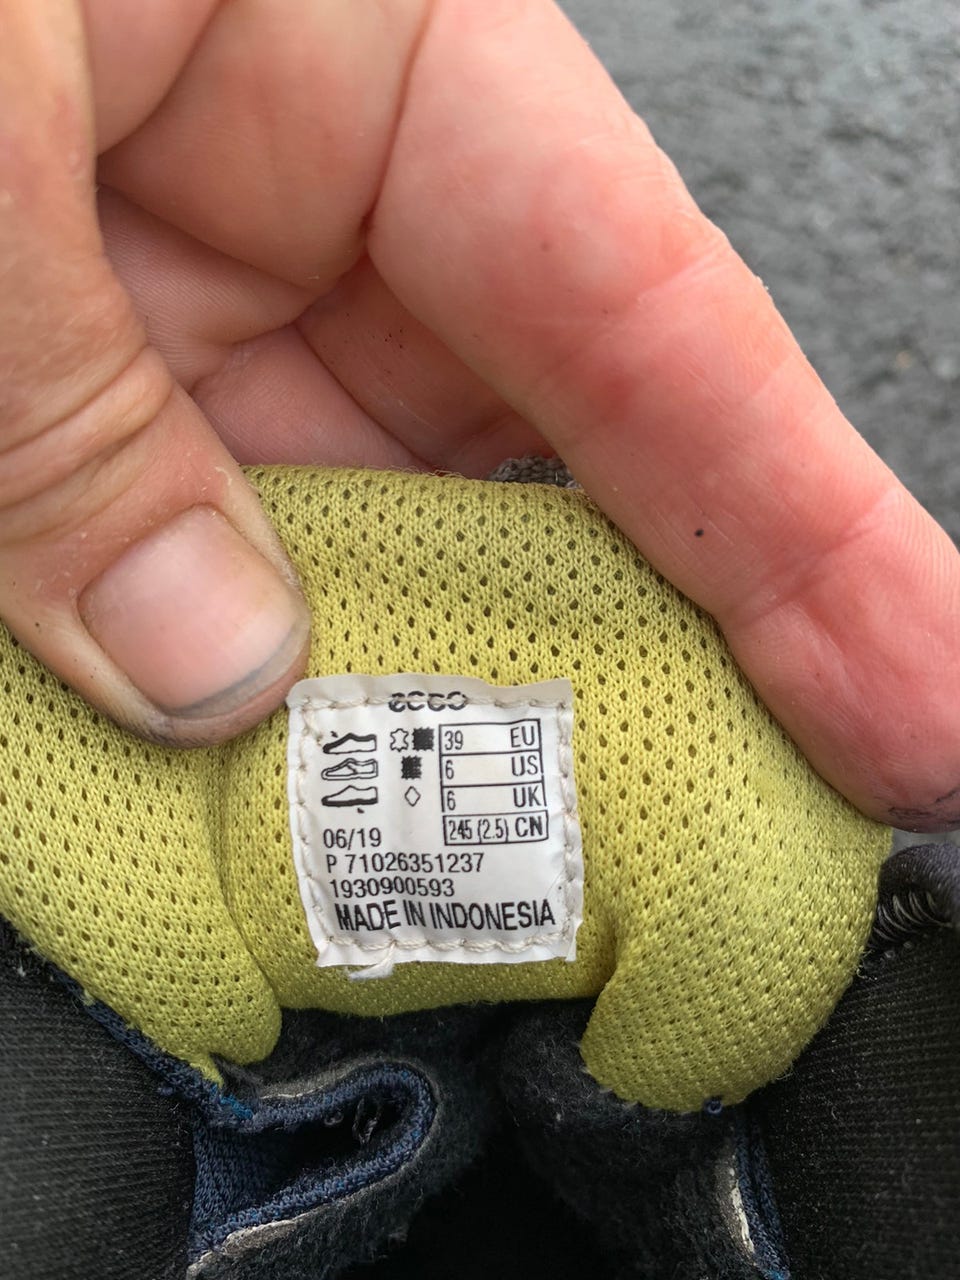 ecco
39 EU
6 US
6 UK
245 (2.5) CN
06/19
P 71026351237
1930900593
MADE IN INDONESIA